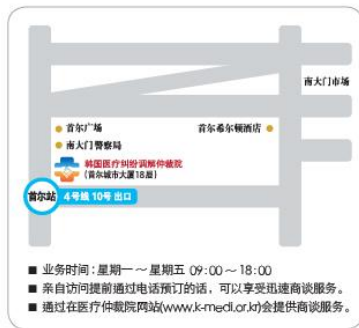 南大门市场
首尔广场
首尔希尔顿酒店
南大门警察局
韩国医疗纠纷调解仲裁院
(首尔城市大厦18层)
首尔站 4号线 10号 出口
■ 业务时间:星期一 ~ 星期五 09:00 ~ 18:00
■ 亲自访问提前通过电话预订的话,可以享受迅速商谈服务。
■ 通过在医疗仲裁院网站(www.k-medi.or.kr)会提供商谈服务。